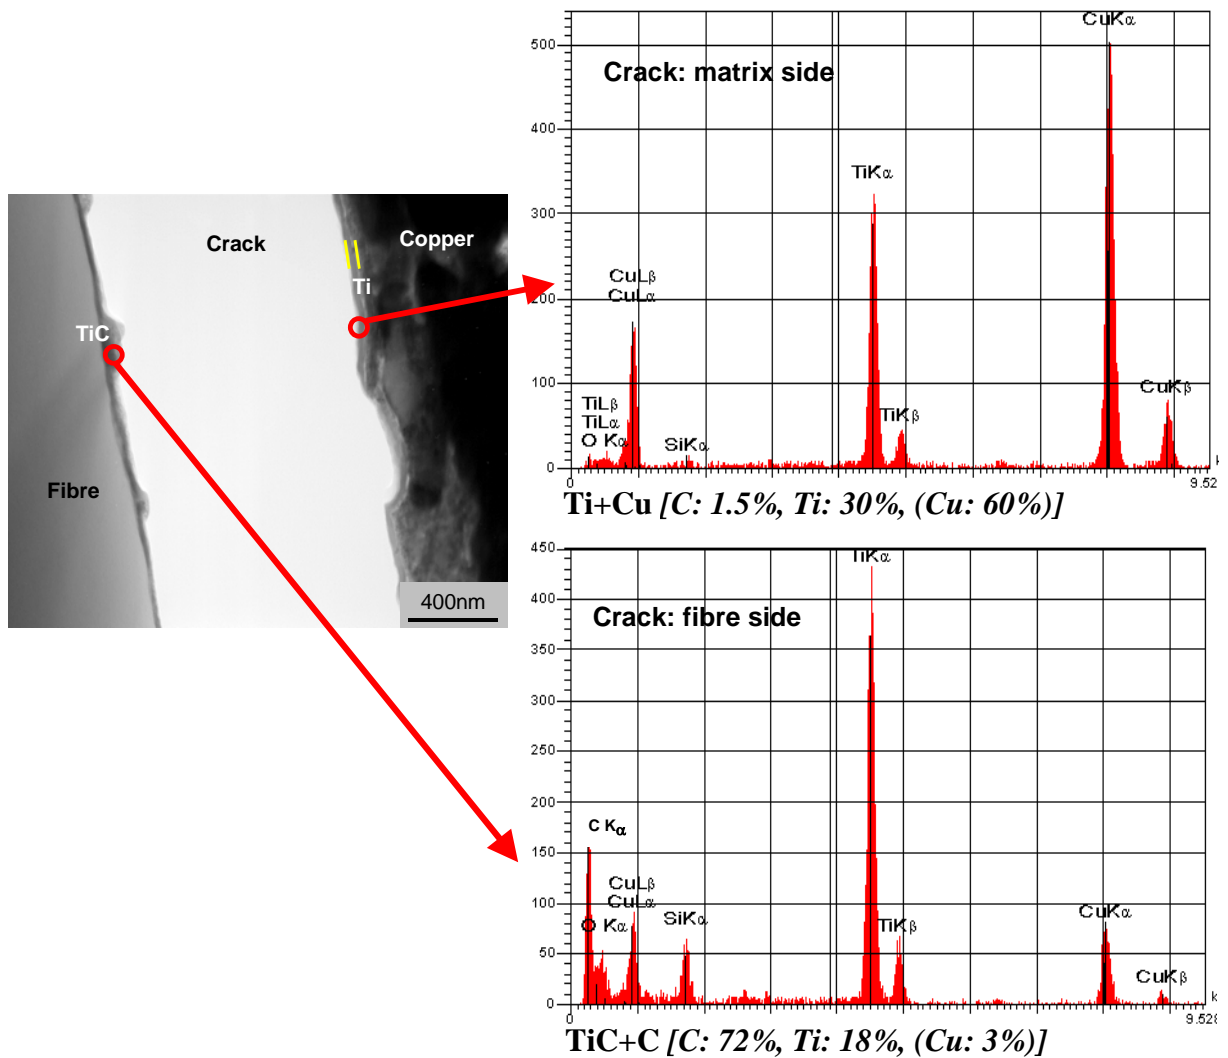 Crack
Copper
Ti
TiC
Fibre
400nm
Crack: matrix side
500
400
300
200
100
0
CuKα
TiKα
CuLβ
CuLα
CuKβ
TiLβ
TiLα
O Kα
SiKα
TiKβ
k
0
9.52
Ti+Cu [C: 1.5%, Ti: 30%, (Cu: 60%)]
Crack: fibre side
450
400
350
300
250
200
150
100
50
0
TiKα
C Kα
CuLβ
CuLα
O Kα
SiKα
TiKβ
CuKα
CuKβ
k
0
9.528
TiC+C [C: 72%, Ti: 18%, (Cu: 3%)]